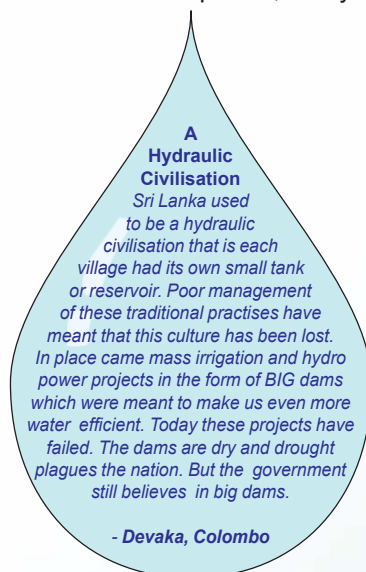 A
Hydraulic
Civilisation
Sri Lanka used
to be a hydraulic
civilisation that is each
village had its own small tank
or reservoir. Poor management
of these traditional practises have
meant that this culture has been lost.
In place came mass irrigation and hydro
power projects in the form of BIG dams
which were meant to make us even more
water efficient. Today these projects have
failed. The dams are dry and drought
plagues the nation. But the government
still believes in big dams.
- Devaka, Colombo